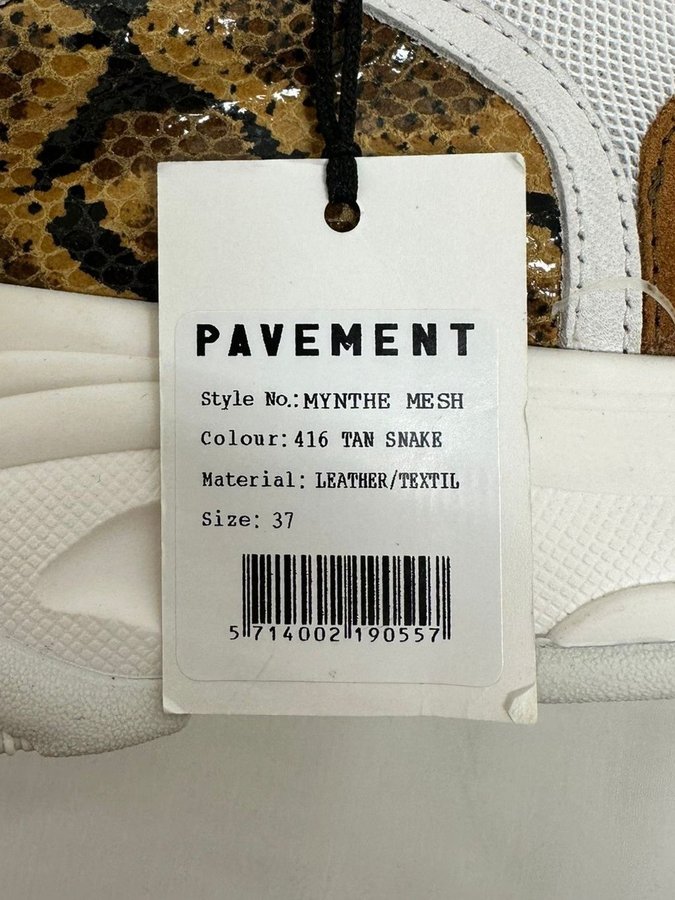 PAVEMENT
Style No.: MYNTHE MESH
Colour: 416 TAN SNAKE
Material: LEATHER/TEXTIL
Size: 37
5 714002 190557